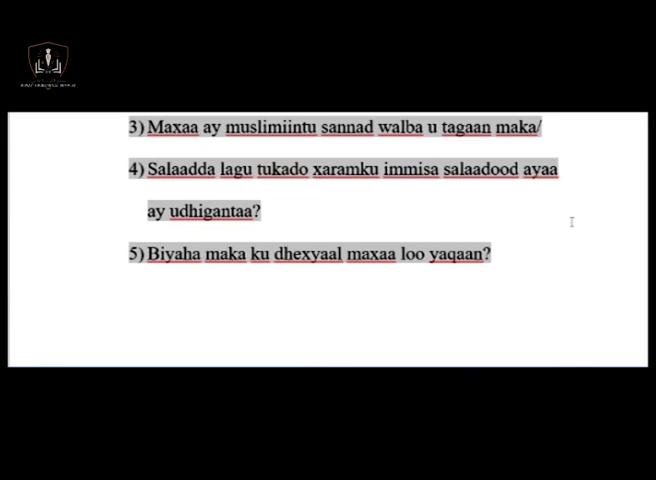 3) Maxaa ay muslimiintu sannad walba u tagaan maka/
4) Salaadda lagu tukado xaramku immisa salaadood ayaa
ay udhigantaa?
5) Biyaha maka ku dhexyaal maxaa loo yaqaan?